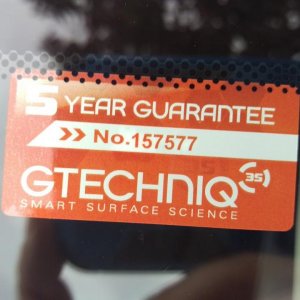 5 YEAR GUARANTEE
>> No.157577
GTECHNIQ 35
SMART SURFACE SCIENCE